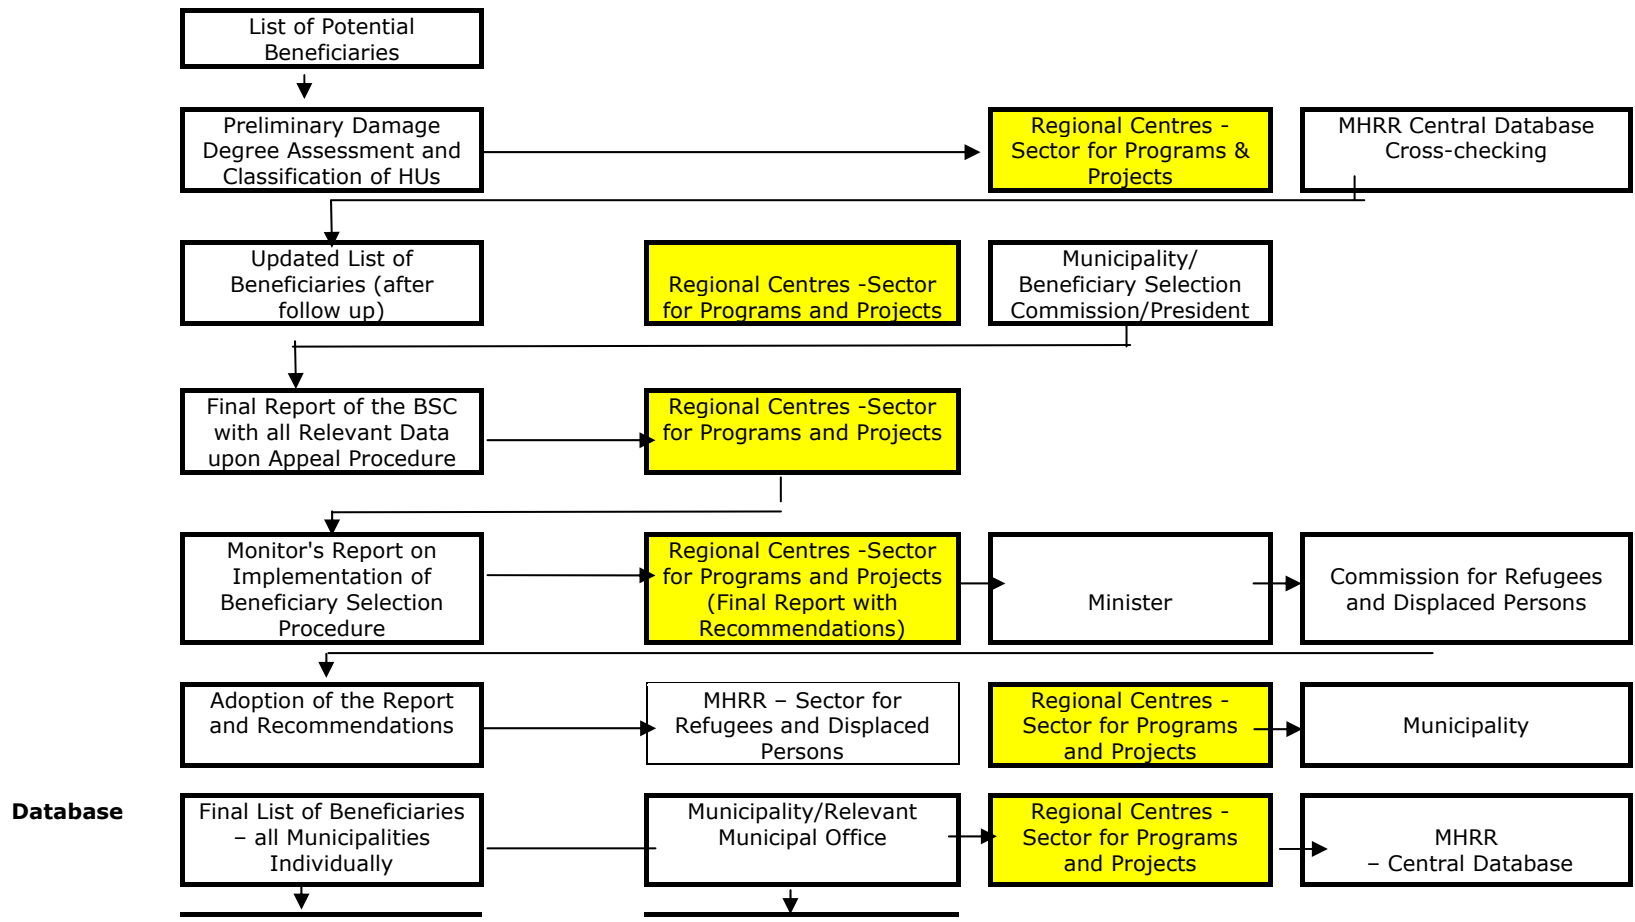 List of Potential
Beneficiaries
Preliminary Damage
Degree Assessment and
Classification of HUs
Regional Centres -
Sector for Programs &
Projects
MHRR Central Database
Cross-checking
Updated List of
Beneficiaries (after
follow up)
Regional Centres -Sector
for Programs and Projects
Municipality/
Beneficiary Selection
Commission/President
Final Report of the BSC
with all Relevant Data
upon Appeal Procedure
Regional Centres -Sector
for Programs and Projects
Monitor's Report on
Implementation of
Beneficiary Selection
Procedure
Regional Centres -Sector
for Programs and Projects
(Final Report with
Recommendations)
Minister
Commission for Refugees
and Displaced Persons
Adoption of the Report
and Recommendations
MHRR – Sector for
Refugees and Displaced
Persons
Regional Centres -
Sector for Programs
and Projects
Municipality
Database
Final List of Beneficiaries
– all Municipalities
Individually
Municipality/Relevant
Municipal Office
Regional Centres -
Sector for Programs
and Projects
MHRR
– Central Database